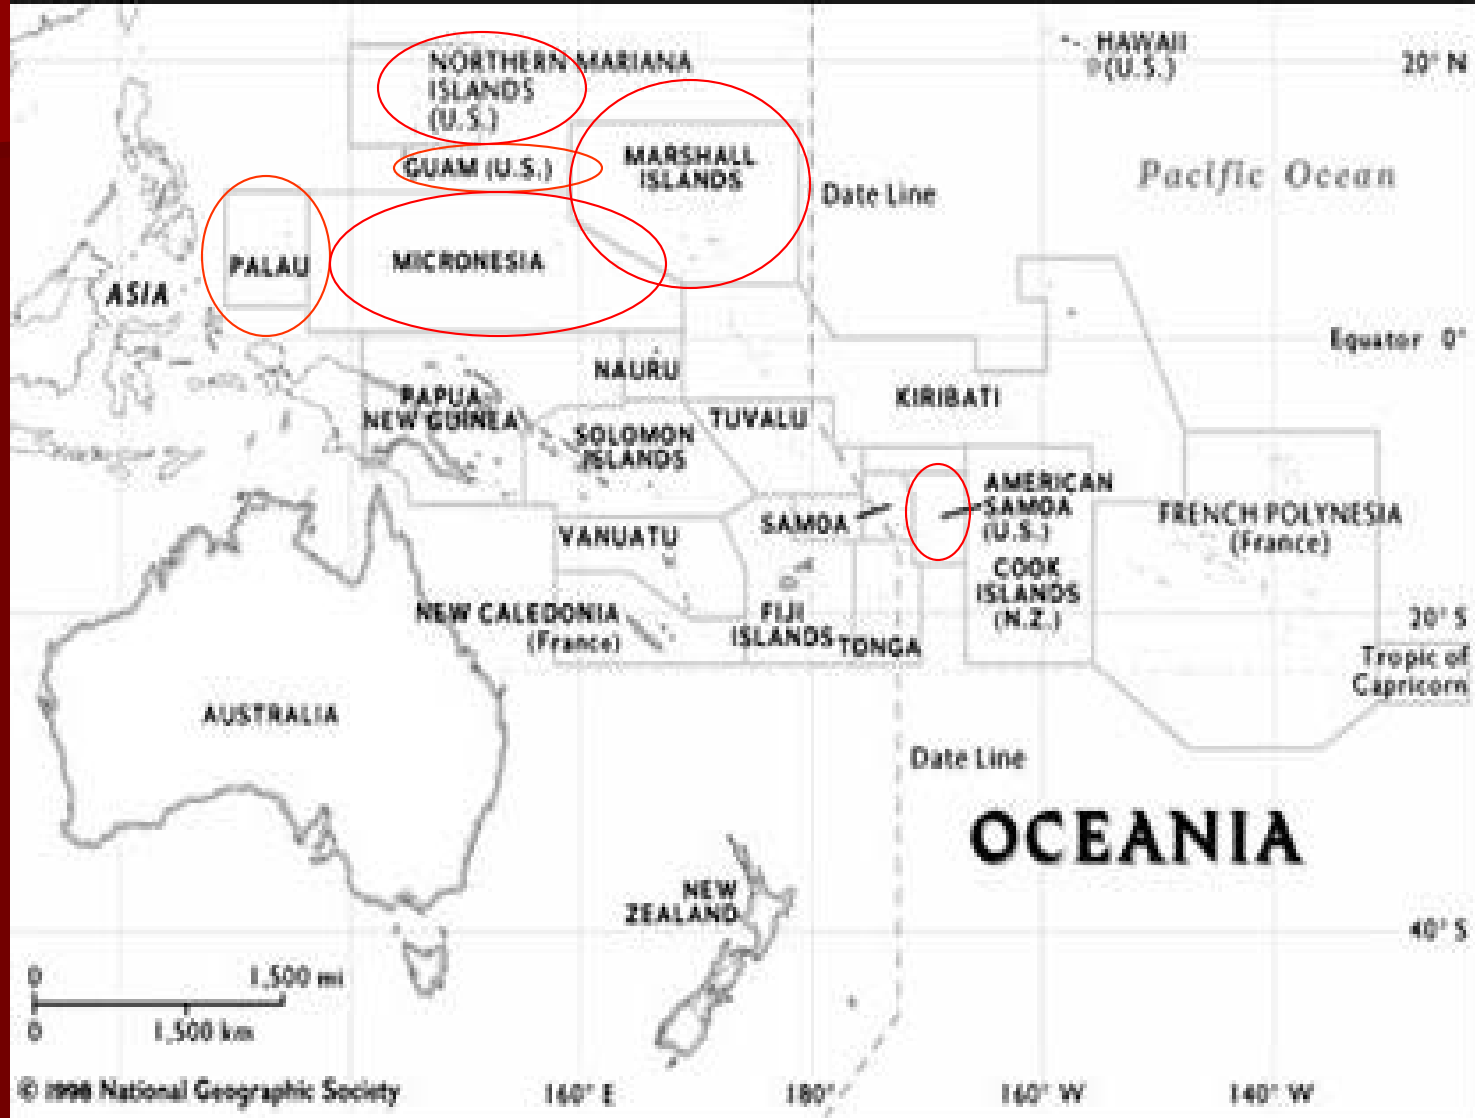 NORTHERN MARIANA
ISLANDS
(U.S.)
HAWAII
(U.S.)
20° N
GUAM (U.S.)
MARSHALL
ISLANDS
Pacific Ocean
Date Line
PALAU
MICRONESIA
ASIA
Equator 0°
NAURU
KIRIBATI
PAPUA
NEW GUINEA
TUVALU
SOLOMON
ISLANDS
AMERICAN
SAMOA
(U.S.)
SAMOA
FRENCH POLYNESIA
(France)
VANUATU
COOK
ISLANDS
(N.Z.)
NEW CALEDONIA
(France)
FIJI
ISLANDS
TONGA
20° S
Tropic of
Capricorn
AUSTRALIA
Date Line
OCEANIA
NEW
ZEALAND
40° S
0 1,500 mi
0 1,500 km
© 1998 National Geographic Society
160° E
180°
160° W
140° W